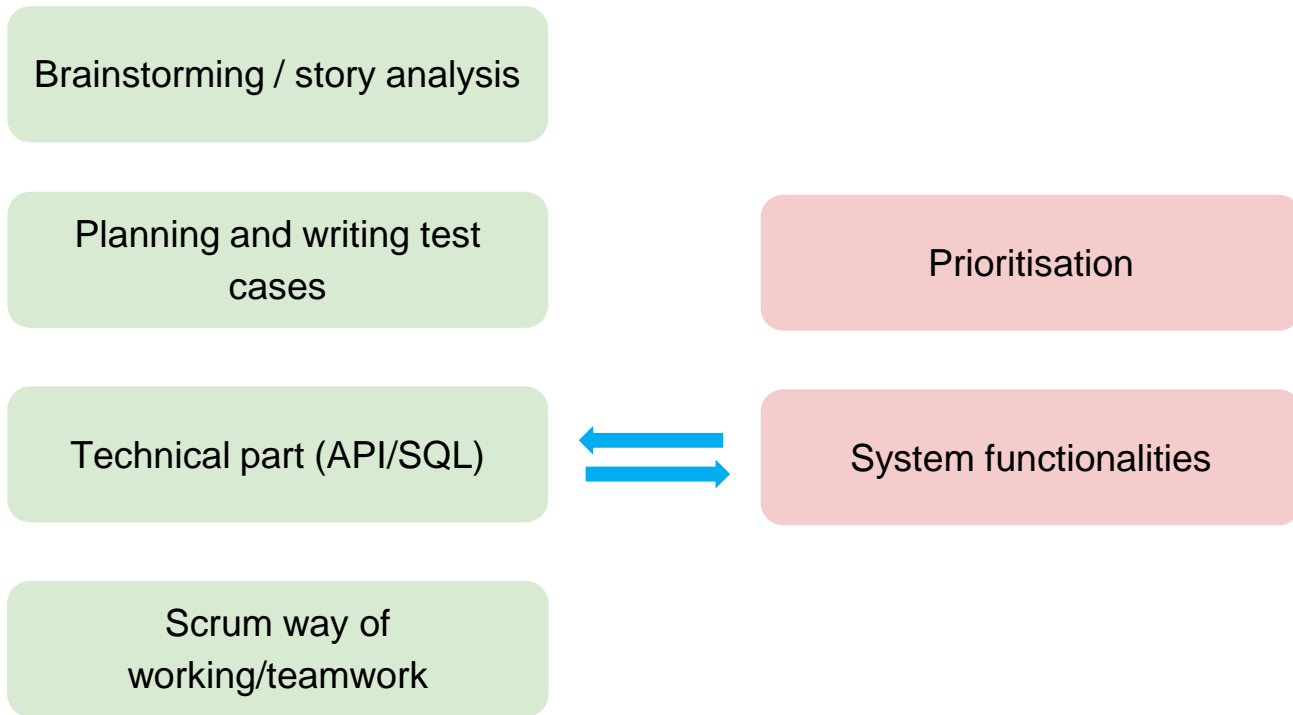 Brainstorming / story analysis
Planning and writing test
cases
Prioritisation
Technical part (API/SQL)
System functionalities
Scrum way of
working/teamwork